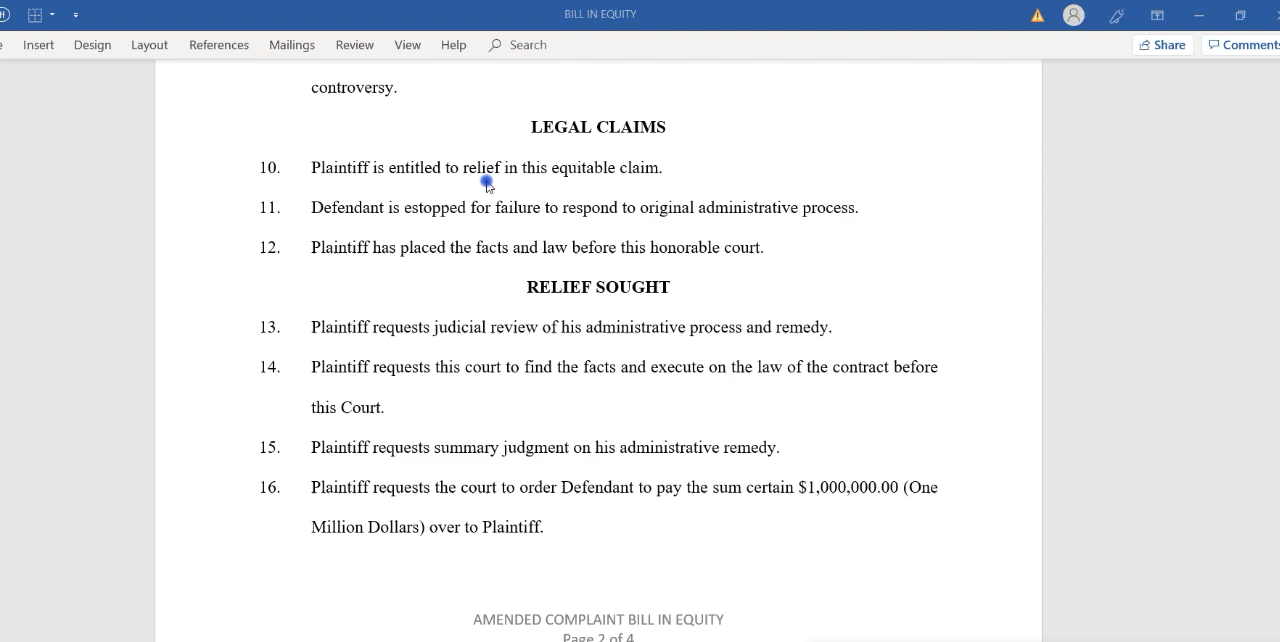 BILL IN EQUITY
Insert Design Layout References Mailings Review View Help Search Share Comments
controversy.
LEGAL CLAIMS
10. Plaintiff is entitled to relief in this equitable claim.
11. Defendant is estopped for failure to respond to original administrative process.
12. Plaintiff has placed the facts and law before this honorable court.
RELIEF SOUGHT
13. Plaintiff requests judicial review of his administrative process and remedy.
14. Plaintiff requests this court to find the facts and execute on the law of the contract before
this Court.
15. Plaintiff requests summary judgment on his administrative remedy.
16. Plaintiff requests the court to order Defendant to pay the sum certain $1,000,000.00 (One
Million Dollars) over to Plaintiff.
AMENDED COMPLAINT BILL IN EQUITY
Page 2 of 4